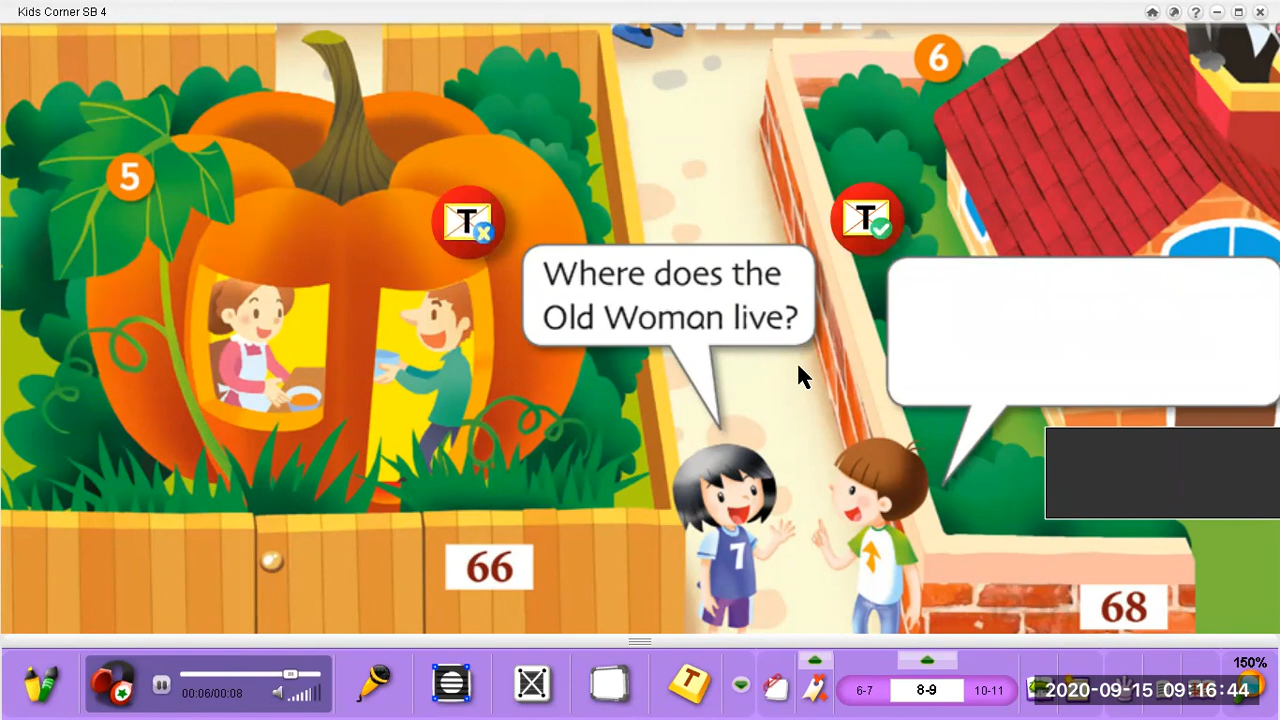 Kids Corner SB 4
6
5
T
T
Where does the
Old Woman live?
7
66
68
T
00:06/00:08
6-7
8-9
10-11
150%
2020-09-15 09:16:44